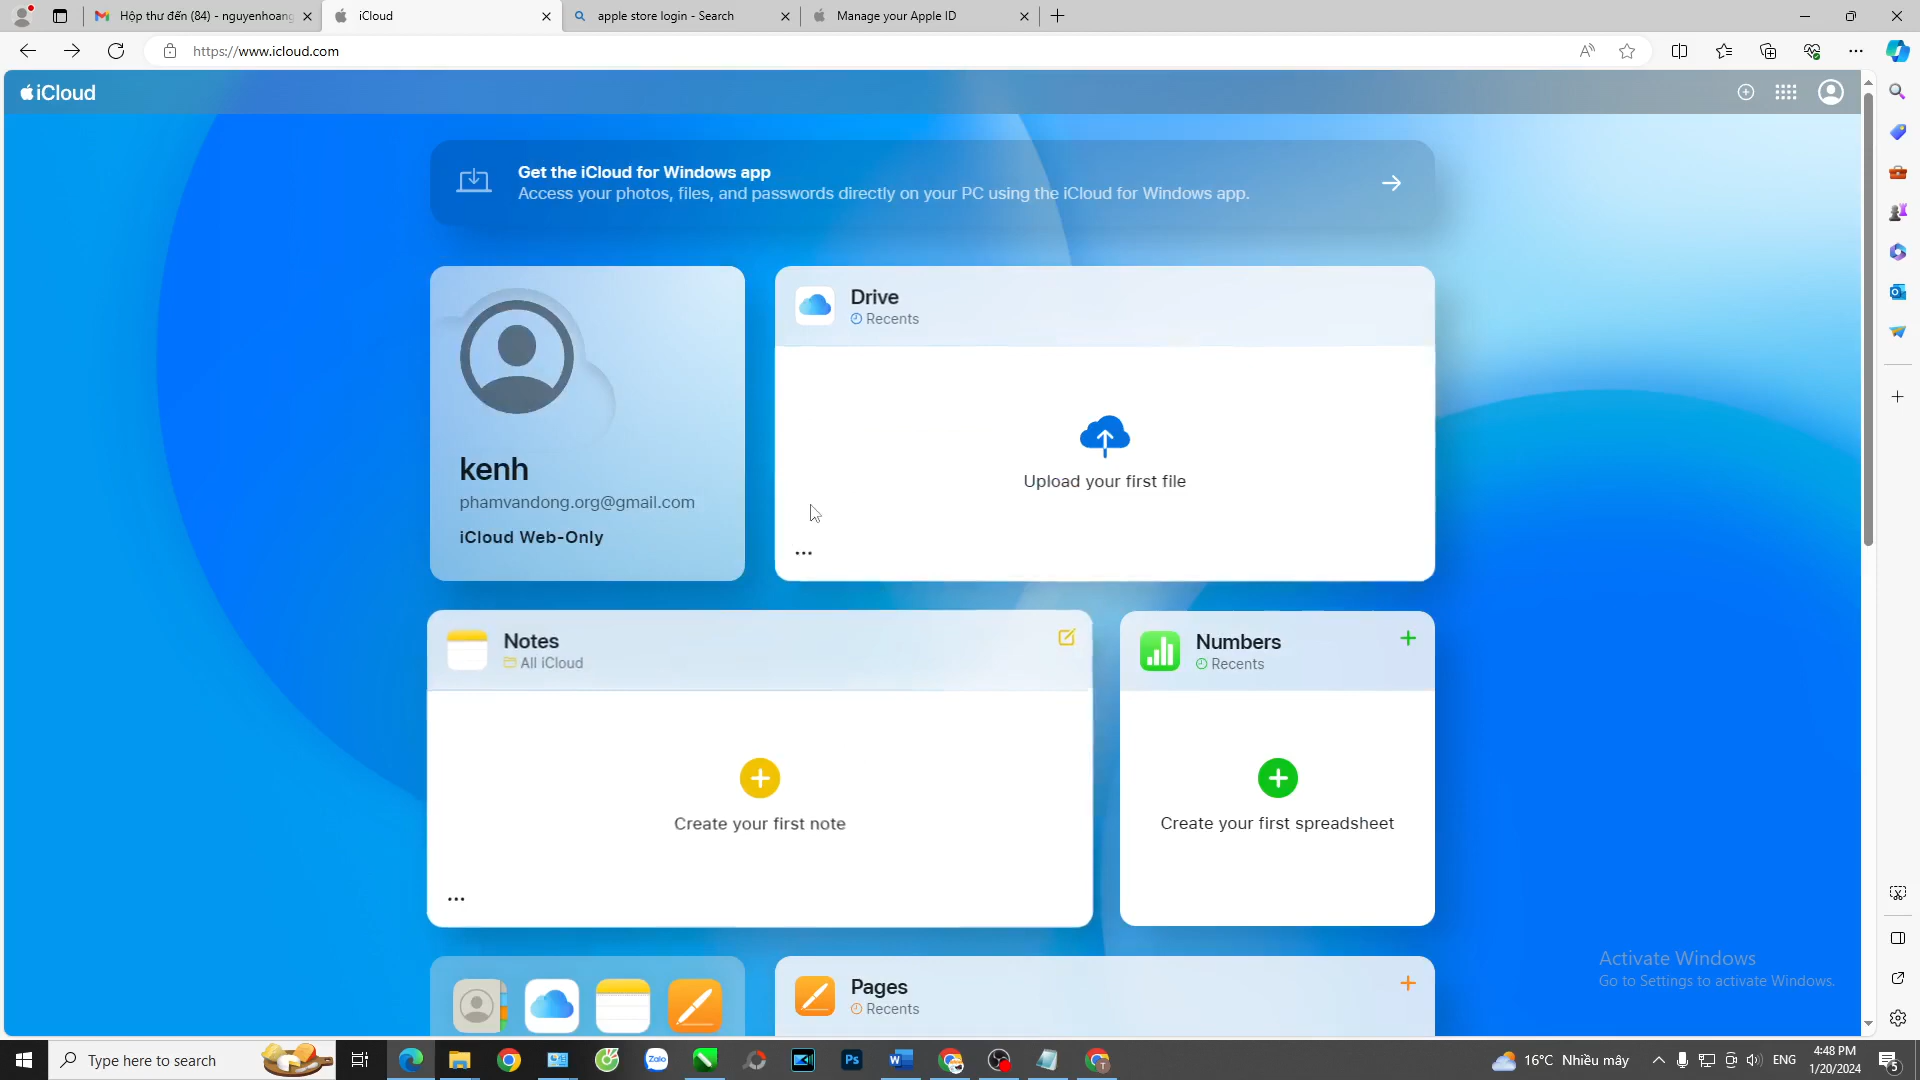 Hộp thư đến (84) - nguyenhoang
iCloud
apple store login - Search
Manage your Apple ID
https://www.icloud.com
iCloud
Get the iCloud for Windows app
Access your photos, files, and passwords directly on your PC using the iCloud for Windows app.
kenh
phamvandong.org@gmail.com
iCloud Web-Only
Drive
Recents
Upload your first file
Notes
All iCloud
Create your first note
Numbers
Recents
Create your first spreadsheet
Pages
Recents
Activate Windows
Go to Settings to activate Windows.
Type here to search
Zalo
Ps
W
T
16°C Nhiều mây
ENG
4:48 PM
1/20/2024
5